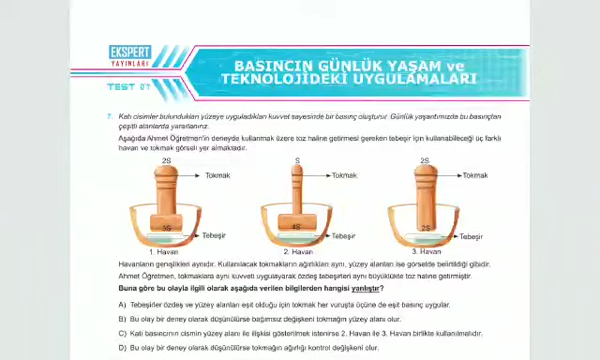 EKSPERT
YAYINLARI
TEST 07
BASINCIN GÜNLÜK YAŞAM ve
TEKNOLOJİDEKİ UYGULAMALARI
7. Katı cisimler bulundukları yüzeye uyguladıkları kuvvet sayesinde bir basınç oluşturur. Günlük yaşantımızda bu basınçtan
çeşitli alanlarda yararlanırız.
Aşağıda Ahmet Öğretmen'in deneyde kullanmak üzere toz haline getirmesi gereken tebeşir için kullanabileceği üç farklı
havan ve tokmak görseli yer almaktadır.
2S S 2S
Tokmak Tokmak Tokmak
3S 4S 2S
Tebeşir Tebeşir Tebeşir
1. Havan 2. Havan 3. Havan
Havanların genişlikleri aynıdır. Kullanılacak tokmakların ağırlıkları aynı, yüzey alanları ise görselde belirtildiği gibidir.
Ahmet Öğretmen, tokmaklara aynı kuvveti uygulayarak özdeş tebeşirleri aynı büyüklükte toz haline getirmiştir.
Buna göre bu olayla ilgili olarak aşağıda verilen bilgilerden hangisi yanlıştır?
A) Tebeşirler özdeş ve yüzey alanları eşit olduğu için tokmak her vuruşta üçüne de eşit basınç uygular.
B) Bu olay bir deney olarak düşünülürse bağımsız değişkeni tokmağın yüzey alanı olur.
C) Katı basıncının cismin yüzey alanı ile ilişkisi gösterilmek istenirse 2. Havan ile 3. Havan birlikte kullanılmalıdır.
D) Bu olay bir deney olarak düşünülürse tokmağın ağırlığı kontrol değişkeni olur.